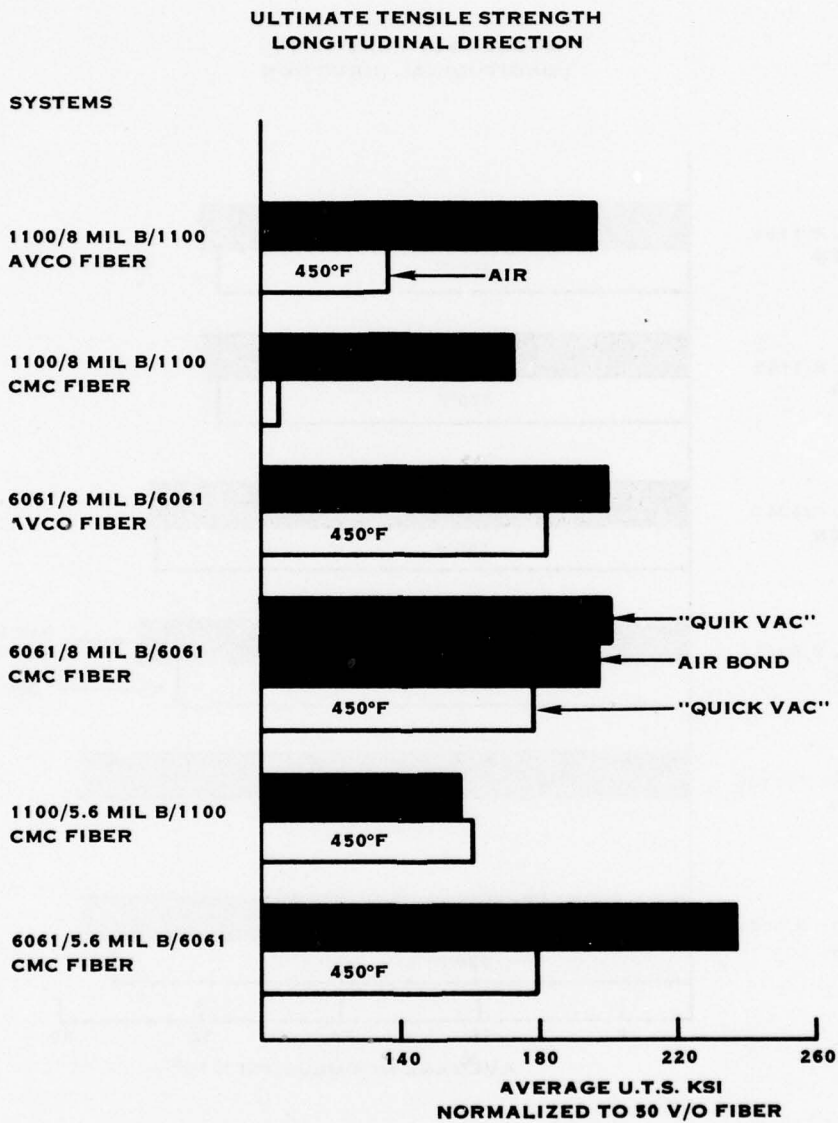 ULTIMATE TENSILE STRENGTH
LONGITUDINAL DIRECTION
SYSTEMS
1100/8 MIL B/1100
AVCO FIBER
450°F
AIR
1100/8 MIL B/1100
CMC FIBER
6061/8 MIL B/6061
AVCO FIBER
450°F
6061/8 MIL B/6061
CMC FIBER
"QUIK VAC"
AIR BOND
450°F
"QUICK VAC"
1100/5.6 MIL B/1100
CMC FIBER
450°F
6061/5.6 MIL B/6061
CMC FIBER
450°F
140 180 220 260
AVERAGE U.T.S. KSI
NORMALIZED TO 50 V/O FIBER